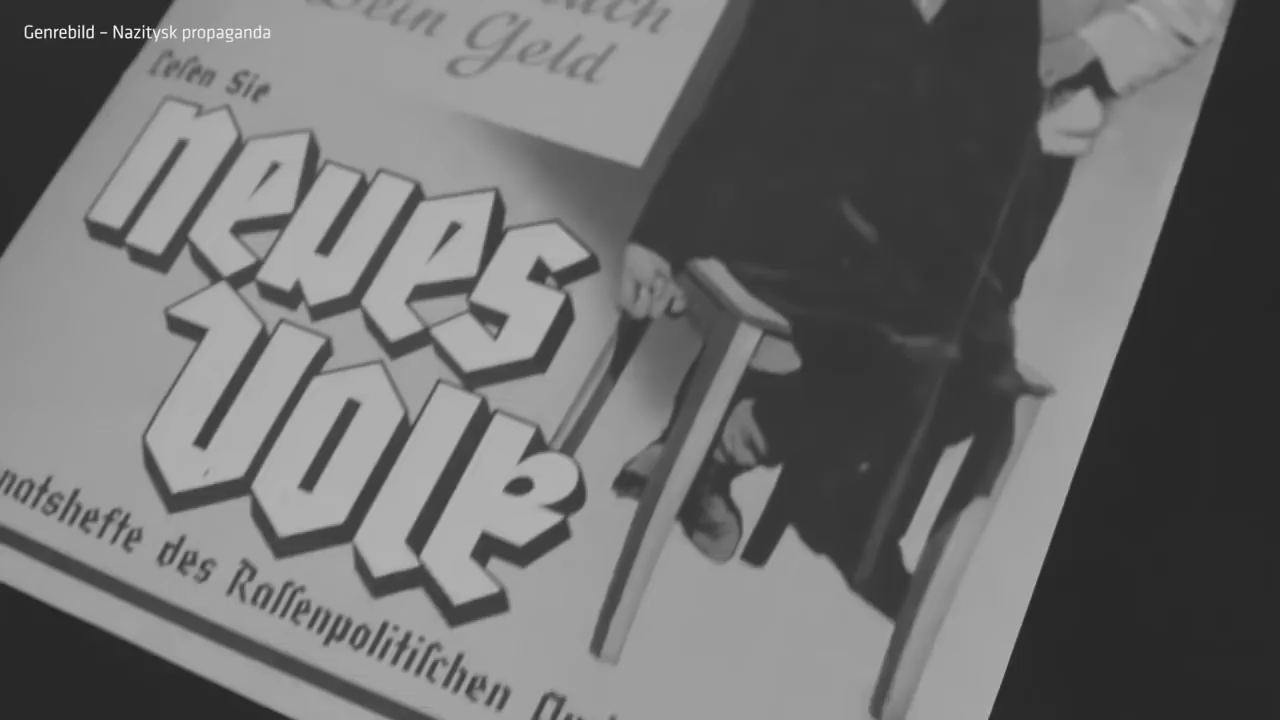 Genrebild – Nazitysk propaganda
Dein Geld
Lesen Sie
neues
Volk
natshefte des Rassenpolitischen